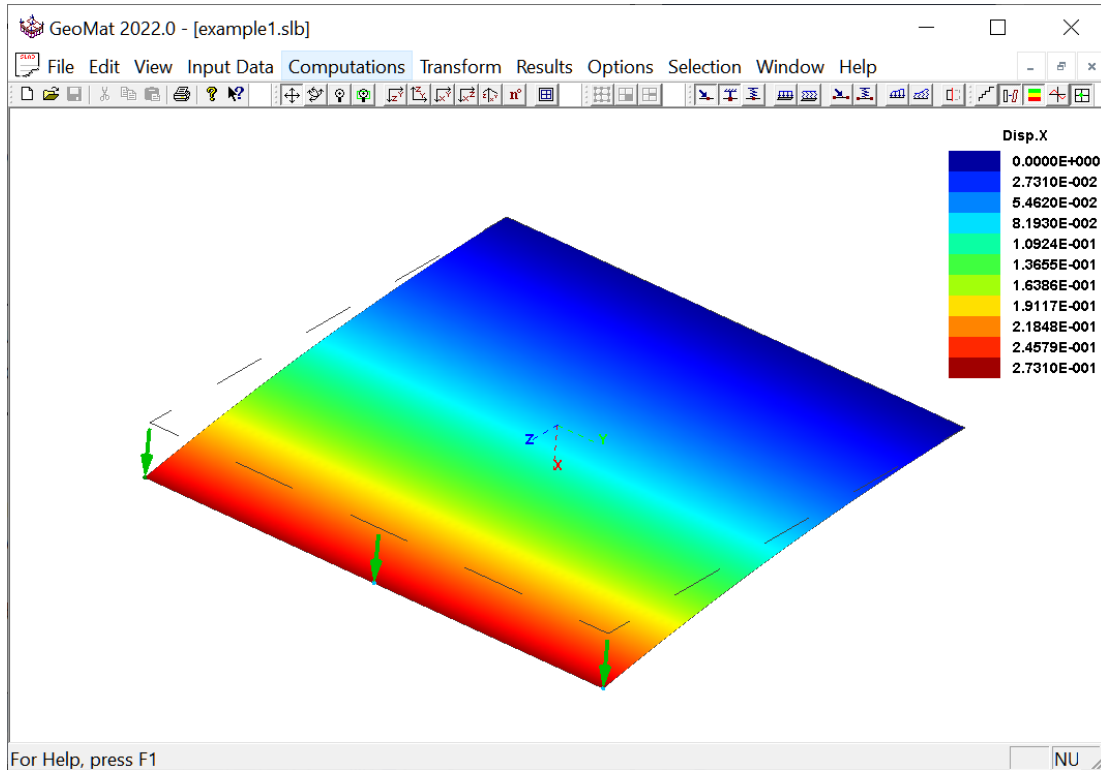 GeoMat 2022.0 - [example1.slb]
SLAB File Edit View Input Data Computations Transform Results Options Selection Window Help
Disp.X
0.0000E+000
2.7310E-002
5.4620E-002
8.1930E-002
1.0924E-001
1.3655E-001
1.6386E-001
1.9117E-001
2.1848E-001
2.4579E-001
2.7310E-001
Z Y
X
For Help, press F1 NU